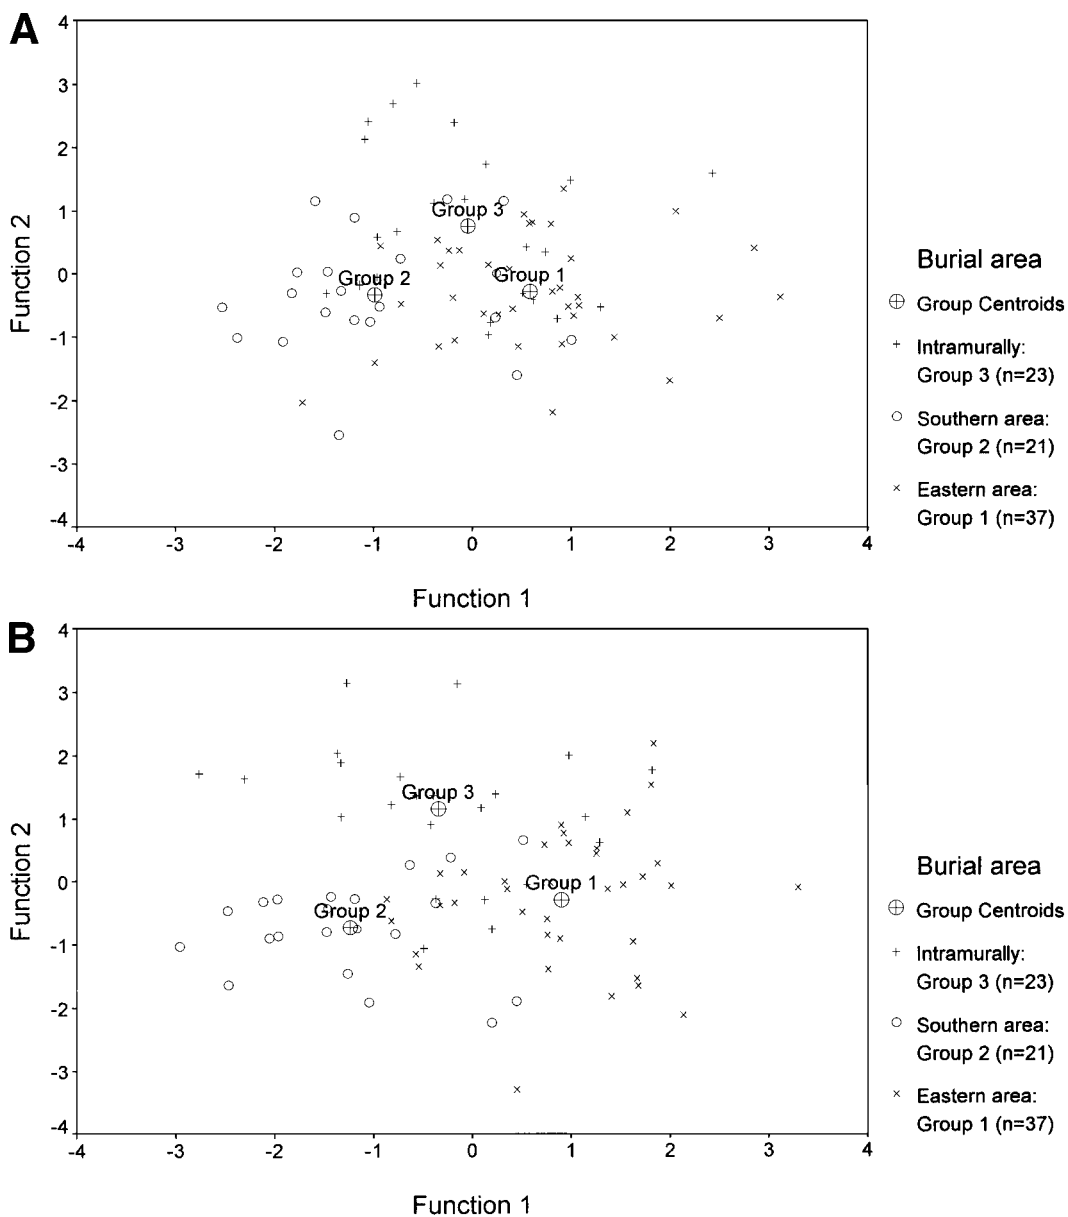 A
4
3
2
1
0
-1
-2
-3
-4
Function 2
Group 3
Group 2
Group 1
-4 -3 -2 -1 0 1 2 3 4
Function 1
Burial area
Group Centroids
Intramurally:
Group 3 (n=23)
Southern area:
Group 2 (n=21)
Eastern area:
Group 1 (n=37)
B
4
3
2
1
0
-1
-2
-3
-4
Function 2
Group 3
Group 1
Group 2
-4 -3 -2 -1 0 1 2 3 4
Function 1
Burial area
Group Centroids
Intramurally:
Group 3 (n=23)
Southern area:
Group 2 (n=21)
Eastern area:
Group 1 (n=37)